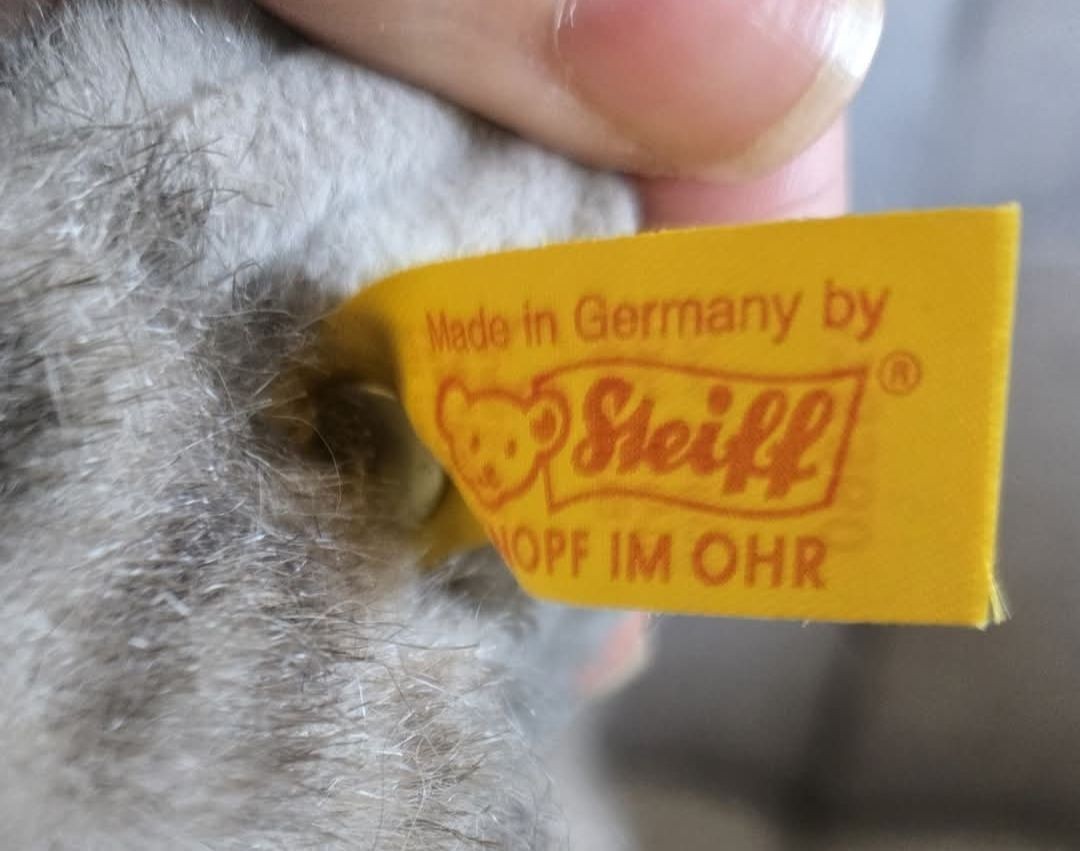 Made in Germany by
Steiff ®
NOPF IM OHR